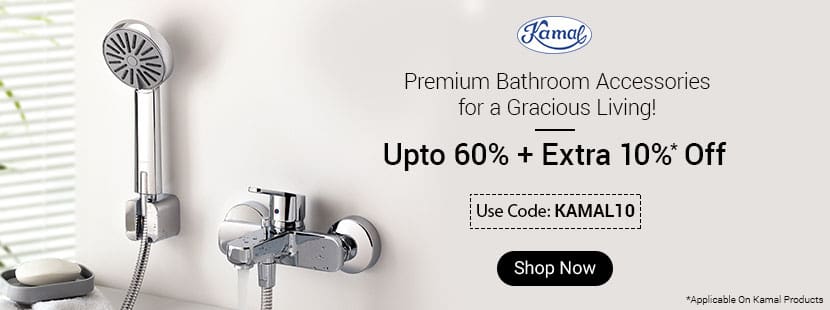 Kamal
Premium Bathroom Accessories
for a Gracious Living!
Upto 60% + Extra 10%* Off
Use Code: KAMAL10
Shop Now
*Applicable On Kamal Products